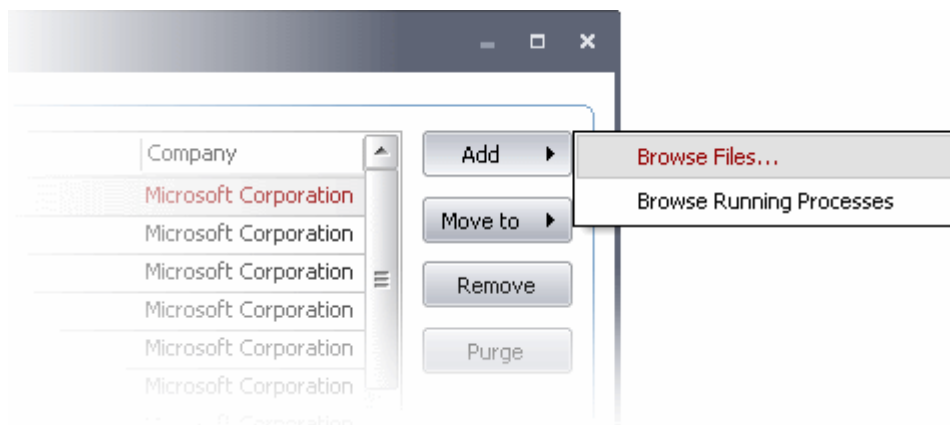 Company
Microsoft Corporation
Microsoft Corporation
Microsoft Corporation
Microsoft Corporation
Microsoft Corporation
Microsoft Corporation
Add
Move to
Remove
Purge
Browse Files...
Browse Running Processes